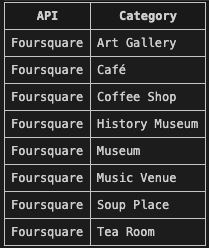 API Category
Foursquare Art Gallery
Foursquare Café
Foursquare Coffee Shop
Foursquare History Museum
Foursquare Museum
Foursquare Music Venue
Foursquare Soup Place
Foursquare Tea Room